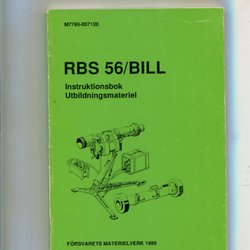 M7786-007120
RBS 56/BILL
Instruktionsbok
Utbildningsmateriel
FÖRSVARETS MATERIELVERK 1989